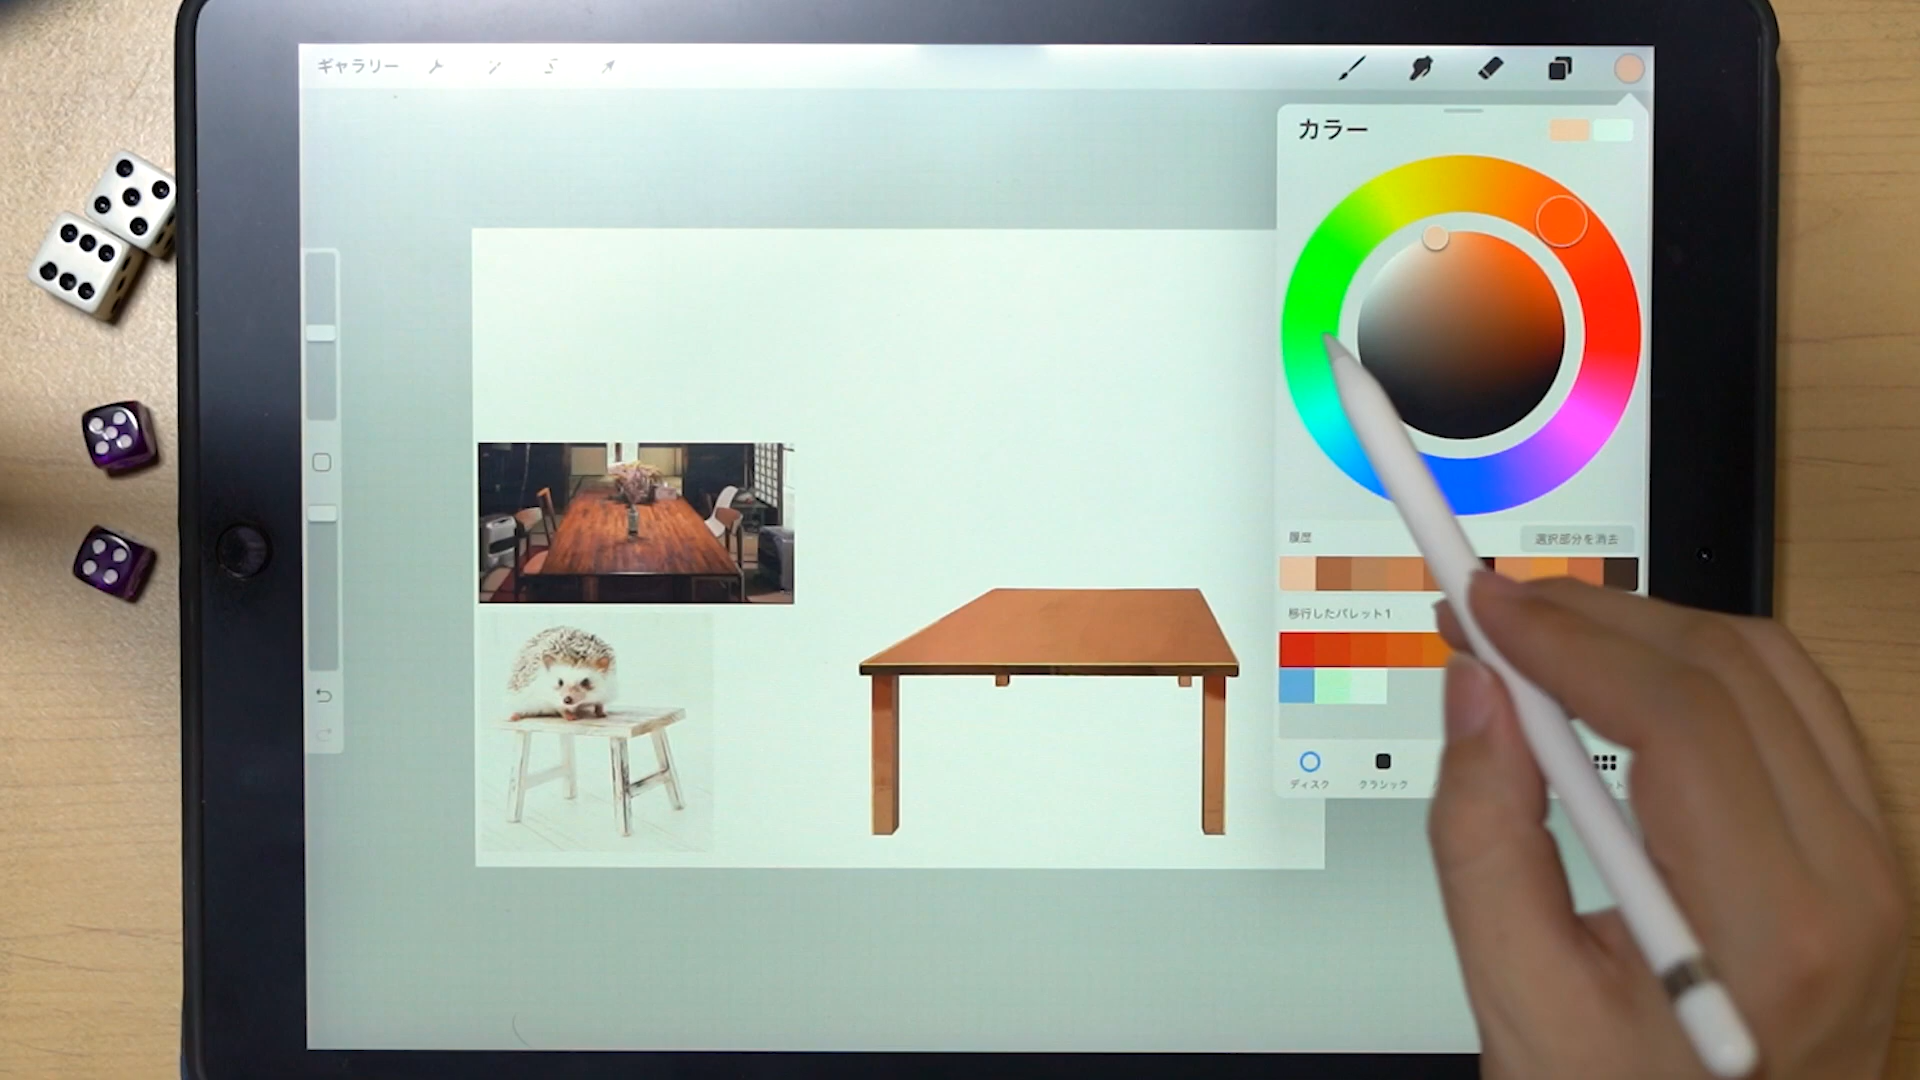 ギャラリー
カラー
履歴
選択部分を消去
移行したパレット1
ディスク
クラシック